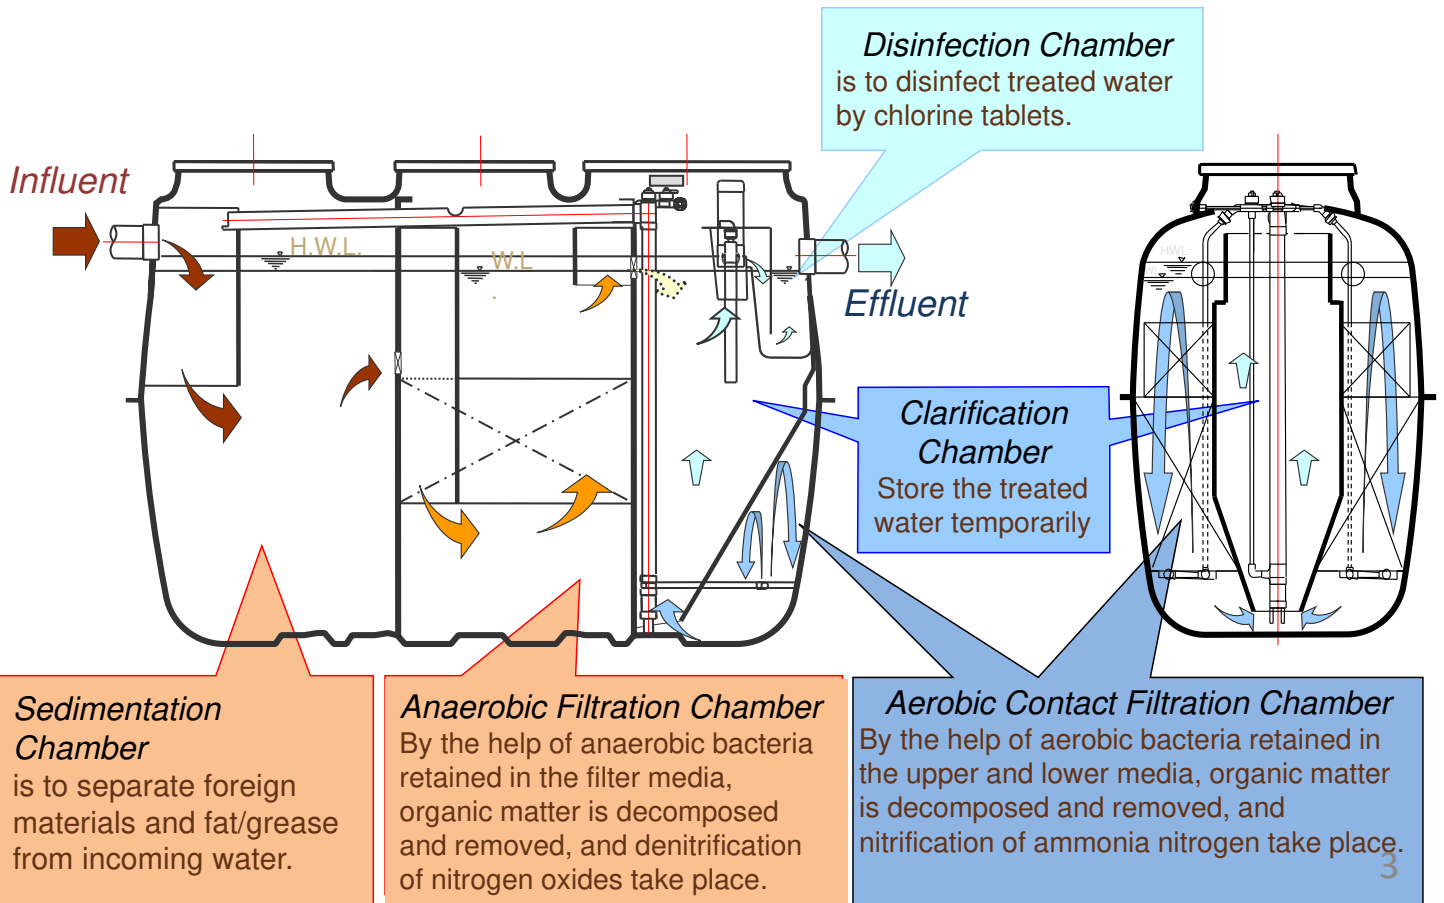 Disinfection Chamber
is to disinfect treated water
by chlorine tablets.
Influent
H.W.L.
W.L
.
Effluent
HWL
Clarification
Chamber
Store the treated
water temporarily
Sedimentation
Chamber
is to separate foreign
materials and fat/grease
from incoming water.
Anaerobic Filtration Chamber
By the help of anaerobic bacteria
retained in the filter media,
organic matter is decomposed
and removed, and denitrification
of nitrogen oxides take place.
Aerobic Contact Filtration Chamber
By the help of aerobic bacteria retained in
the upper and lower media, organic matter
is decomposed and removed, and
nitrification of ammonia nitrogen take place.
3